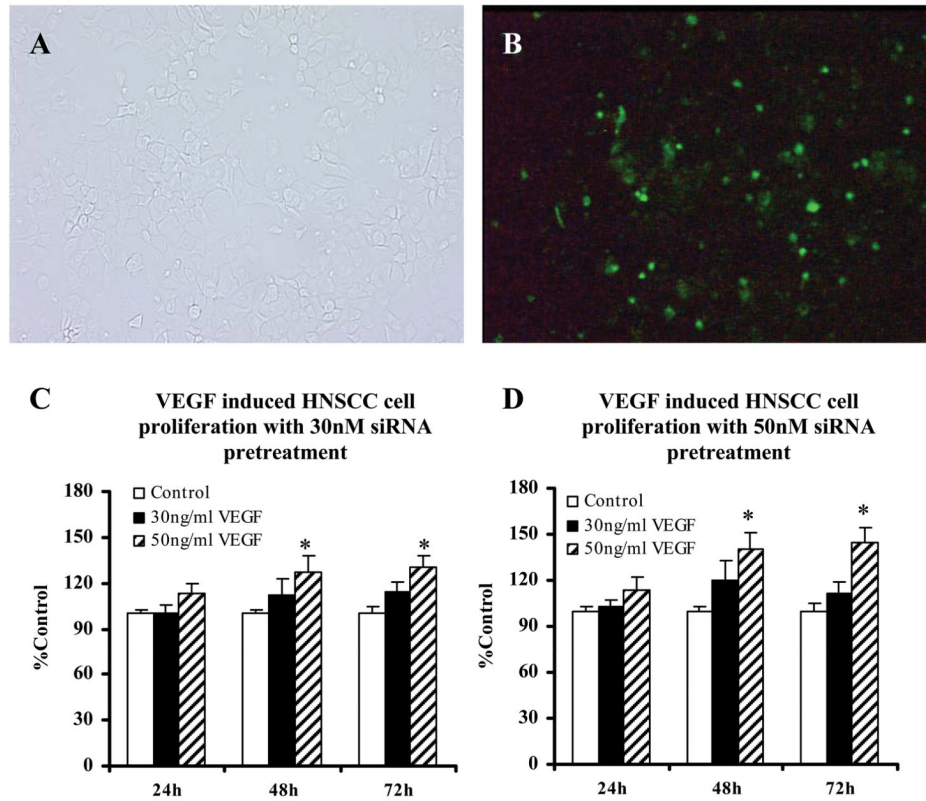 A
B
C
VEGF induced HNSCC cell
proliferation with 30nM siRNA
pretreatment
180
150
120
90
60
30
0
%Control
Control
30ng/ml VEGF
50ng/ml VEGF
*
*
24h
48h
72h
D
VEGF induced HNSCC cell
proliferation with 50nM siRNA
pretreatment
180
150
120
90
60
30
0
%Control
Control
30ng/ml VEGF
50ng/ml VEGF
*
*
24h
48h
72h